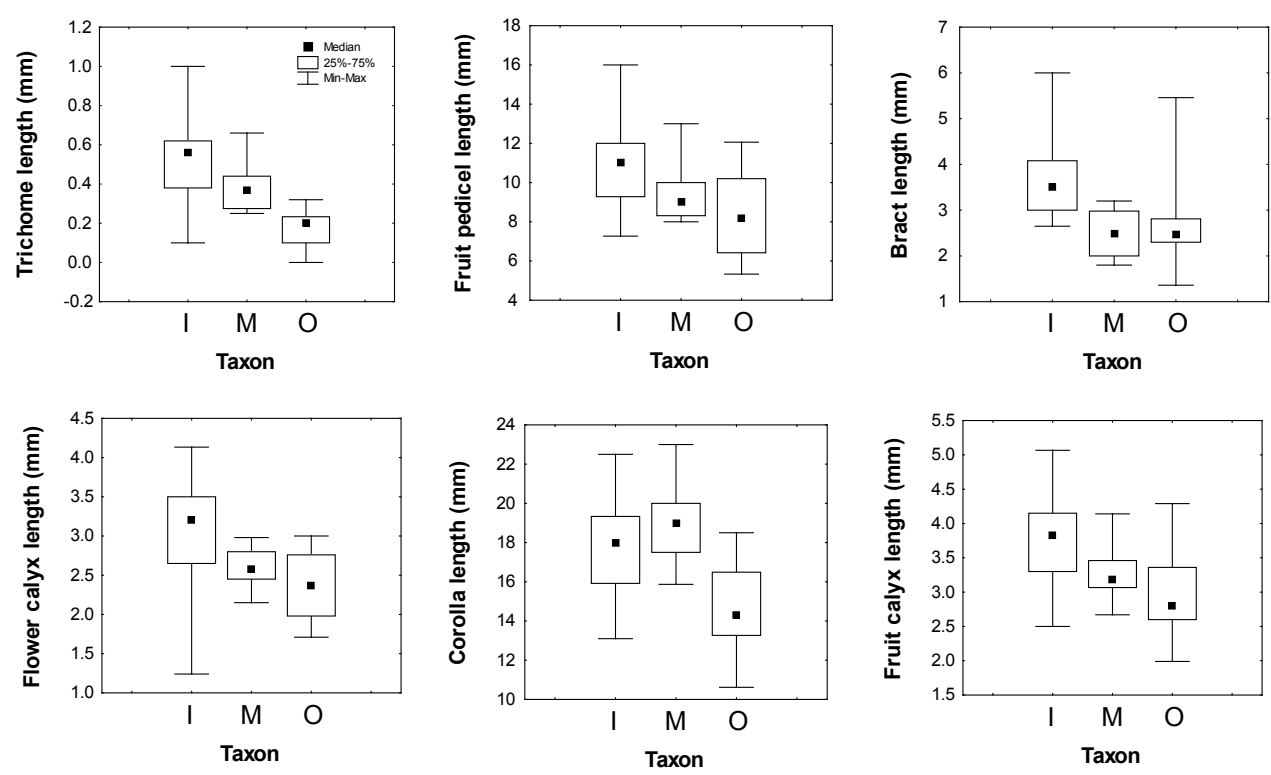 Trichome length (mm)
1.2
1.0
0.8
0.6
0.4
0.2
0.0
-0.2
Median
25%-75%
Min-Max
I M O
Taxon
Fruit pedicel length (mm)
18
16
14
12
10
8
6
4
I M O
Taxon
Bract length (mm)
7
6
5
4
3
2
1
I M O
Taxon
Flower calyx length (mm)
4.5
4.0
3.5
3.0
2.5
2.0
1.5
1.0
I M O
Taxon
Corolla length (mm)
24
22
20
18
16
14
12
10
I M O
Taxon
Fruit calyx length (mm)
5.5
5.0
4.5
4.0
3.5
3.0
2.5
2.0
1.5
I M O
Taxon